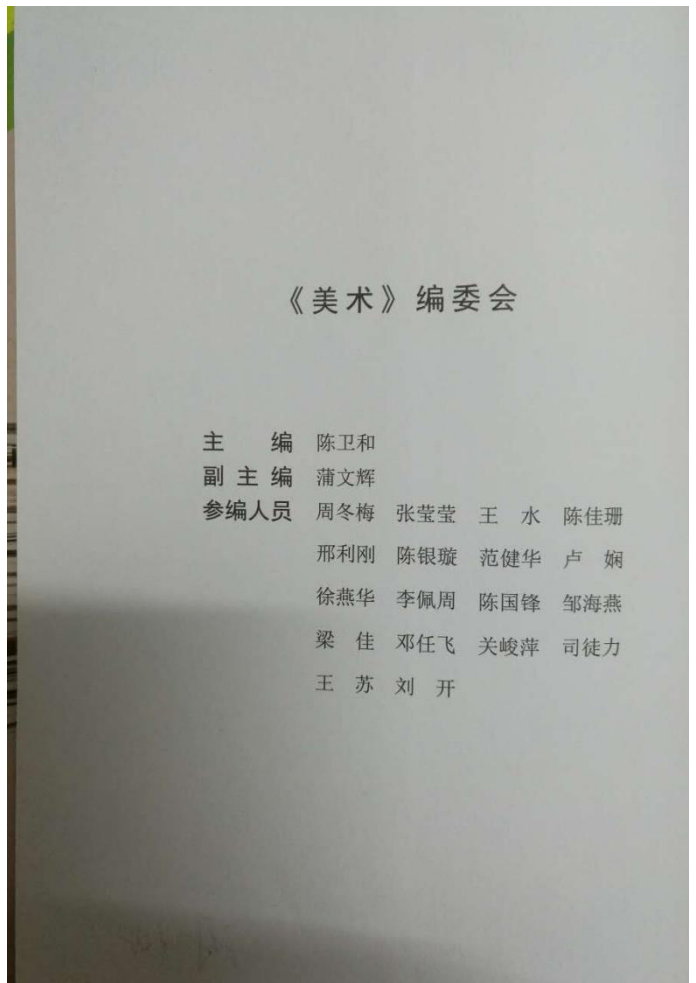 《美术》编委会
主 编 陈卫和
副主编 蒲文辉
参编人员 周冬梅 张莹莹 王 水 陈佳珊
邢利刚 陈银璇 范健华 卢 娴
徐燕华 李佩周 陈国锋 邹海燕
梁 佳 邓任飞 关峻萍 司徒力
王 苏 刘 开